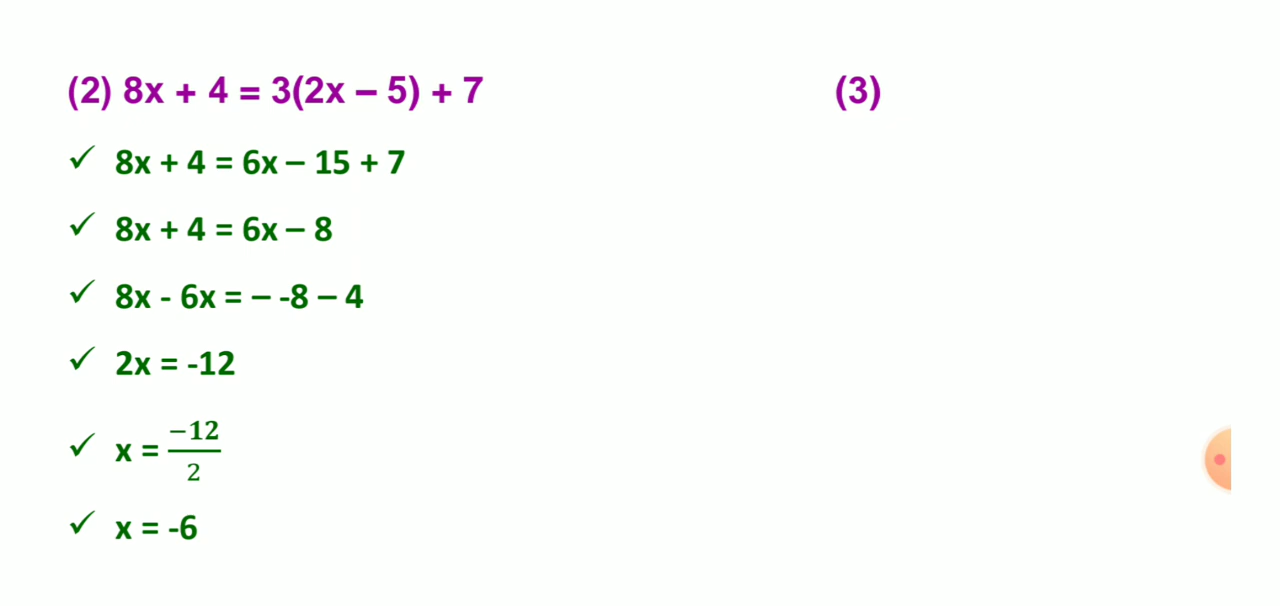 (2) 8x + 4 = 3(2x – 5) + 7 (3)
✓ 8x + 4 = 6x – 15 + 7
✓ 8x + 4 = 6x – 8
✓ 8x - 6x = – -8 – 4
✓ 2x = -12
✓ x = −12/2
✓ x = -6